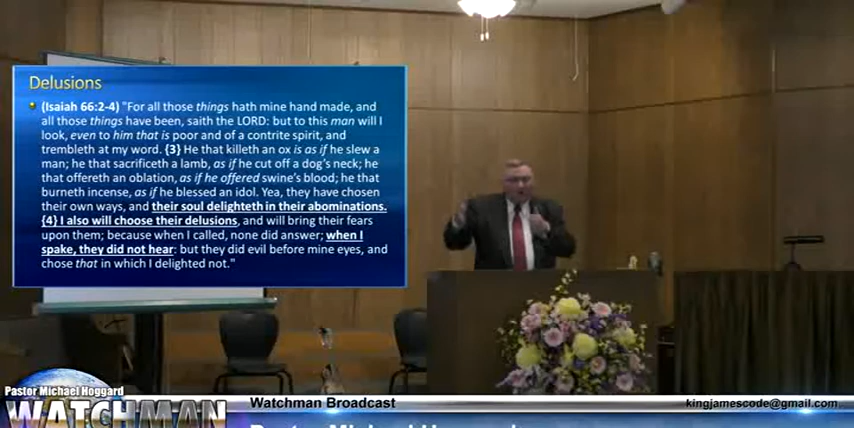 Delusions
(Isaiah 66:2-4) "For all those things hath mine hand made, and
all those things have been, saith the LORD: but to this man will I
look, even to him that is poor and of a contrite spirit, and
trembleth at my word. {3} He that killeth an ox is as if he slew a
man; he that sacrificeth a lamb, as if he cut off a dog's neck; he
that offereth an oblation, as if he offered swine's blood; he that
burneth incense, as if he blessed an idol. Yea, they have chosen
their own ways, and their soul delighteth in their abominations.
{4} I also will choose their delusions, and will bring their fears
upon them; because when I called, none did answer; when I
spake, they did not hear: but they did evil before mine eyes, and
chose that in which I delighted not."
Pastor Michael Hoggard
WATCHMAN
Watchman Broadcast
kingjamescode@gmail.com